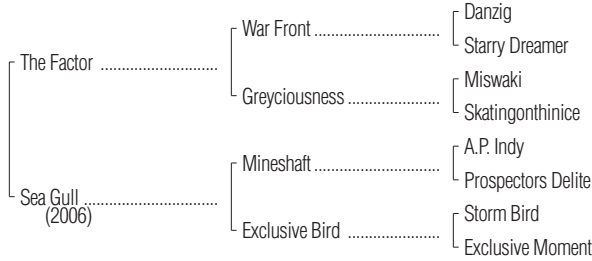 Danzig
War Front ..............................
Starry Dreamer
The Factor ............................
Miswaki
Greyciousness ......................
Skatingonthinice
A.P. Indy
Mineshaft ..............................
Prospectors Delite
Sea Gull ................................
(2006)
Storm Bird
Exclusive Bird ......................
Exclusive Moment